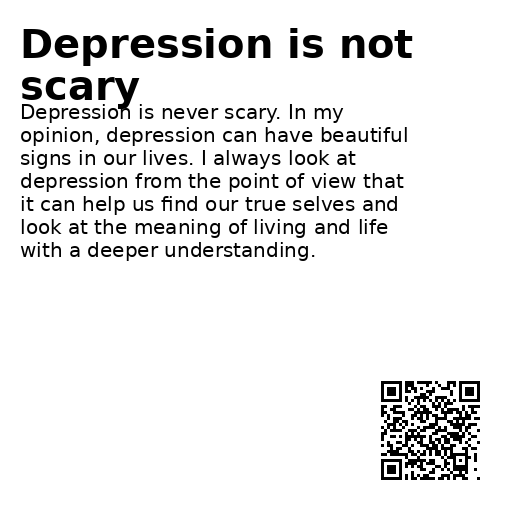 Depression is not
scary
Depression is never scary. In my
opinion, depression can have beautiful
signs in our lives. I always look at
depression from the point of view that
it can help us find our true selves and
look at the meaning of living and life
with a deeper understanding.